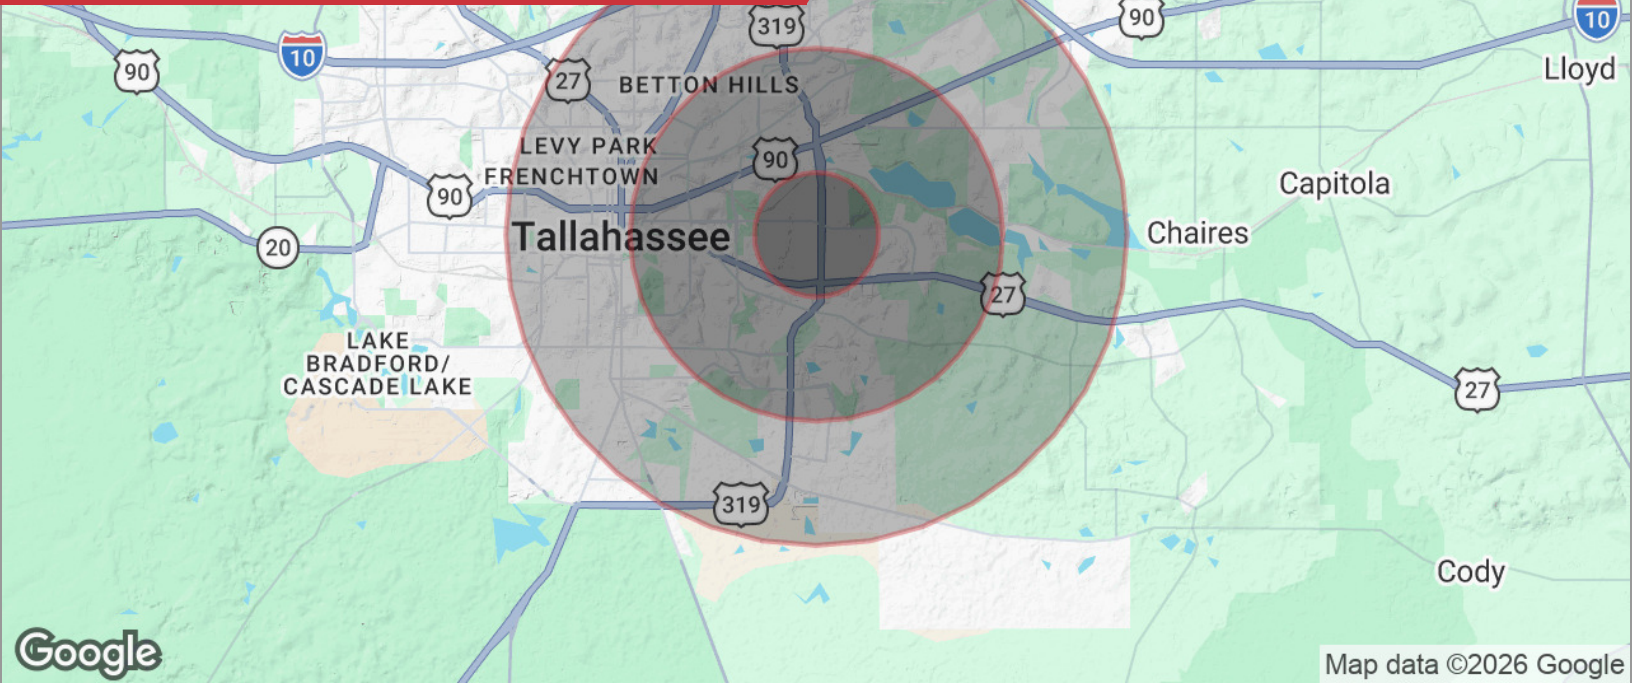 90
10
27
319
90
10
Lloyd
BETTON HILLS
LEVY PARK
FRENCHTOWN
90
90
Capitola
Tallahassee
20
Chaires
27
LAKE
BRADFORD/
CASCADE LAKE
27
319
Cody
Google
Map data ©2026 Google